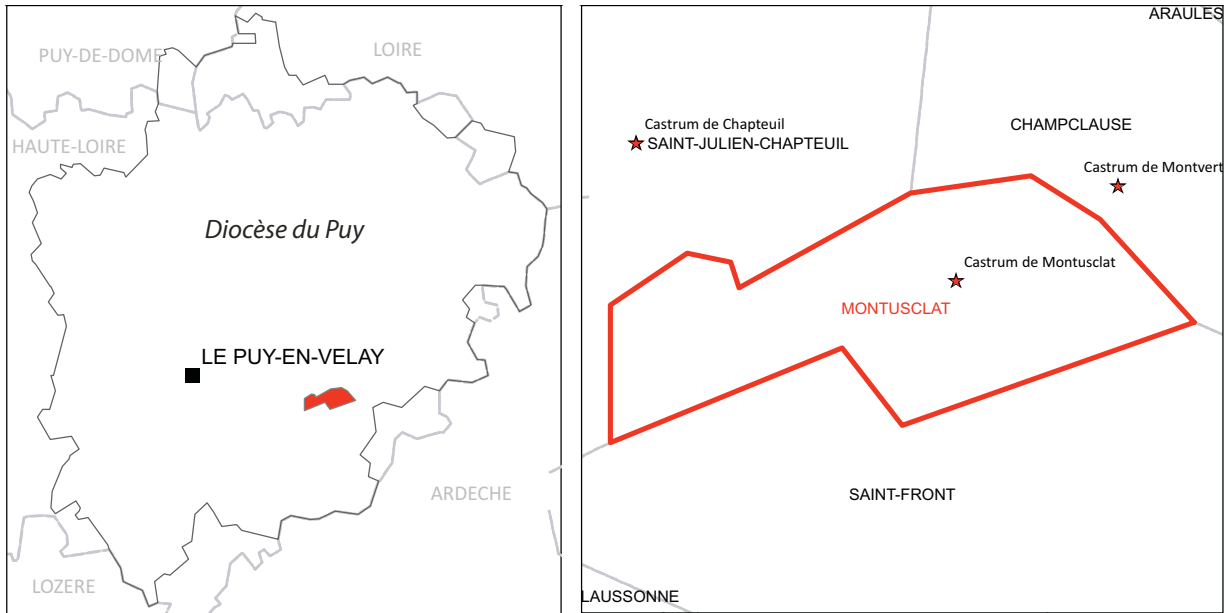 PUY-DE-DOME
LOIRE
HAUTE-LOIRE
Diocèse du Puy
LE PUY-EN-VELAY
ARDECHE
LOZERE
ARAULES
Castrum de Chapteuil
SAINT-JULIEN-CHAPTEUIL
CHAMPCLAUSE
Castrum de Montvert
Castrum de Montusclat
MONTUSCLAT
SAINT-FRONT
LAUSSONNE